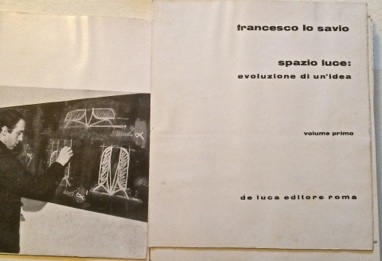 francesco lo savio
spazio luce:
evoluzione di un'idea
volume primo
de luca editore roma